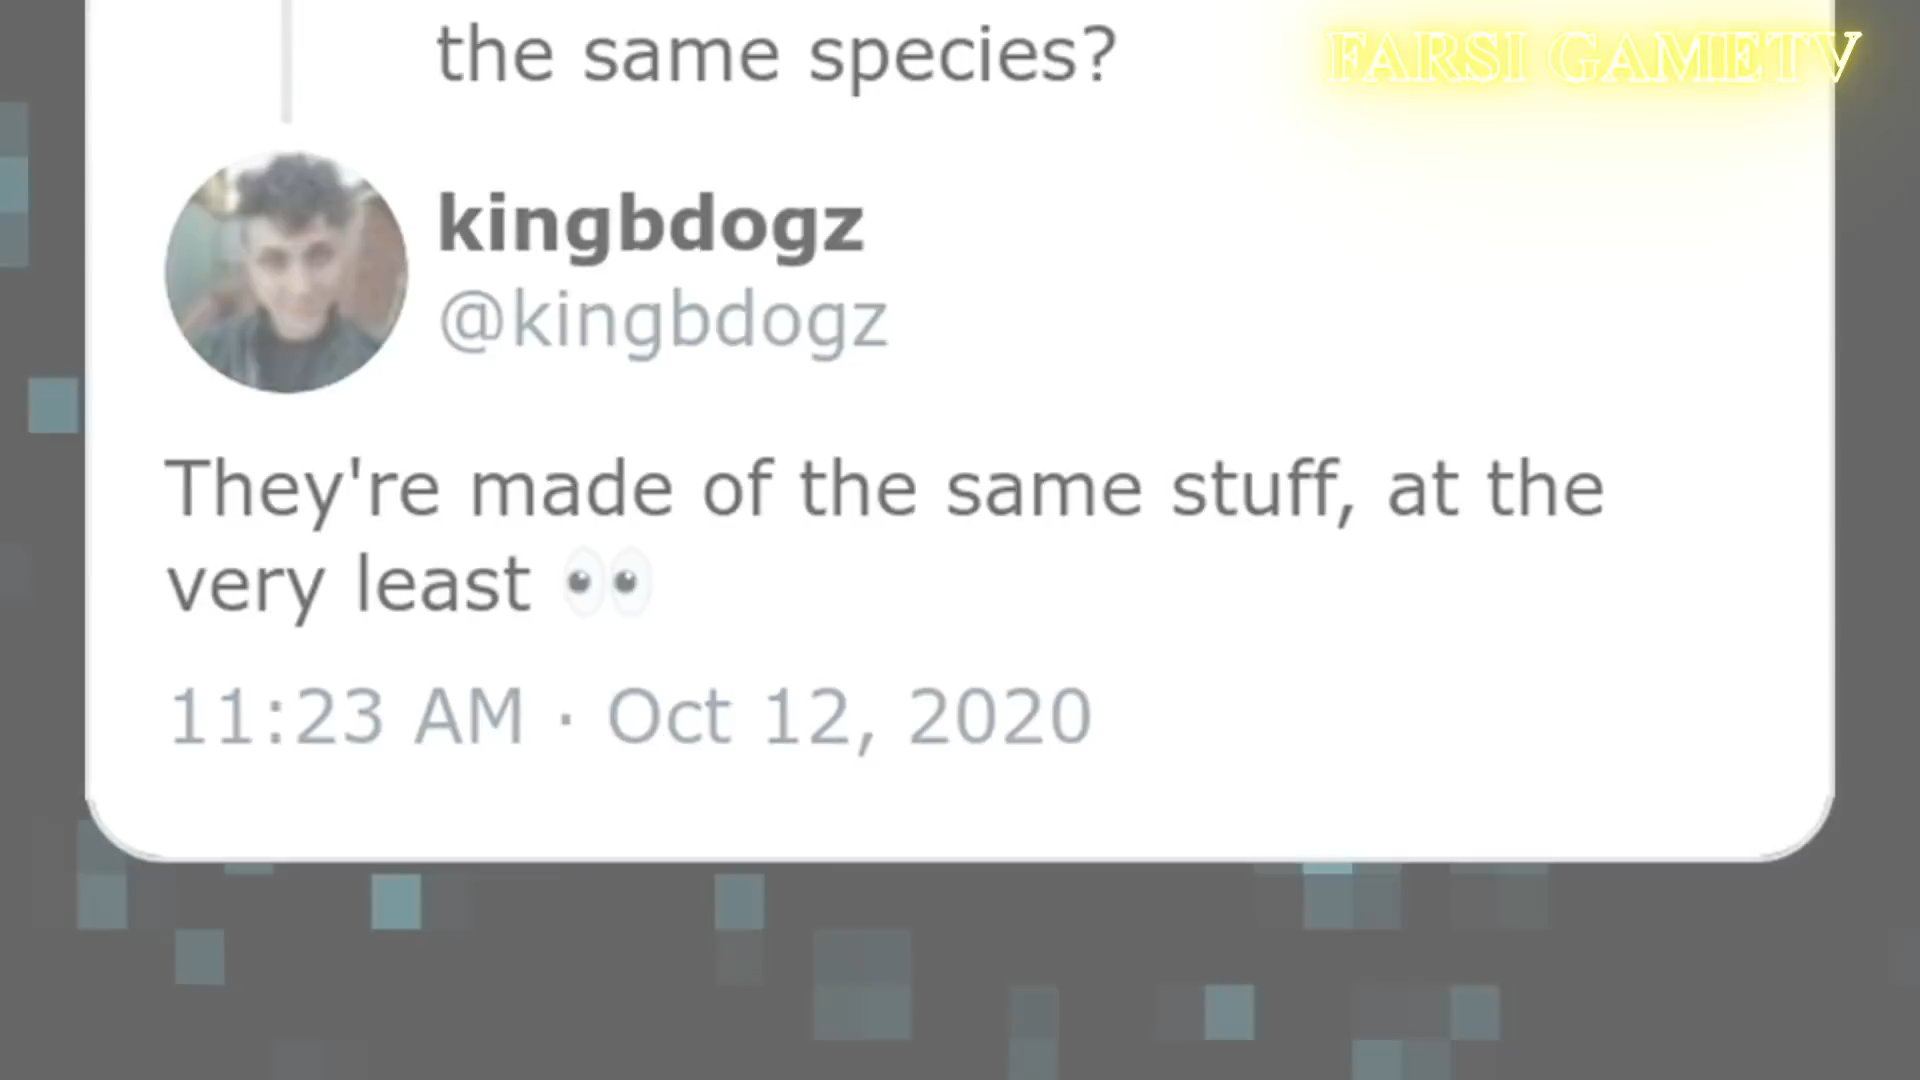 the same species?
FARSI GAMETV
kingbdogz
@kingbdogz
They're made of the same stuff, at the
very least 👀
11:23 AM · Oct 12, 2020